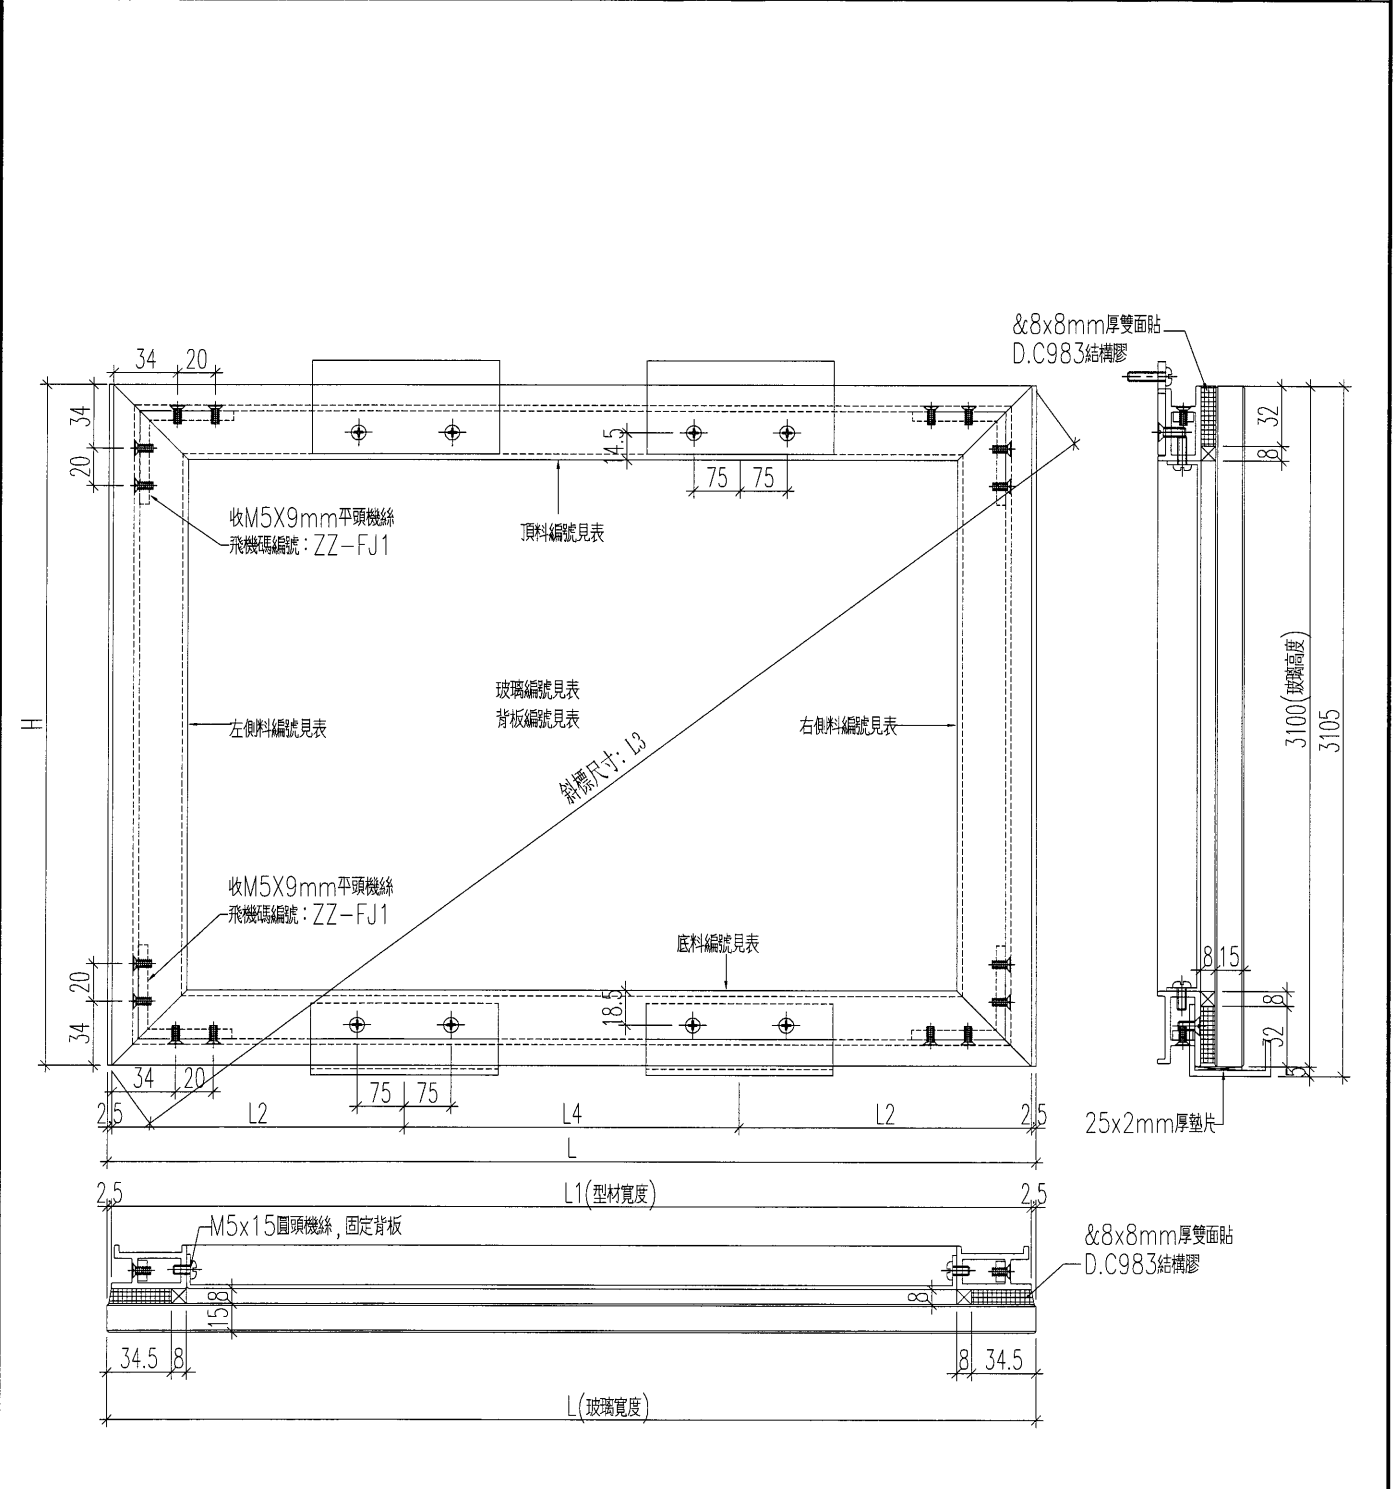 &8x8mm厚雙面貼
D.C983結構膠
34
20
34
20
14.5
75
75
32
8
收M5X9mm平頭機絲
飛機碼編號：ZZ-FJ1
頂料編號見表
玻璃編號見表
背板編號見表
左側料編號見表
右側料編號見表
H
斜標尺寸：L3
3100(玻璃高度)
3105
收M5X9mm平頭機絲
飛機碼編號：ZZ-FJ1
底料編號見表
20
34
18.5
8
15
8
32
5
34
20
75
75
2.5
L2
L4
L2
2.5
25x2mm厚墊片
L
2.5
L1(型材寬度)
2.5
M5x15圓頭機絲,固定背板
&8x8mm厚雙面貼
D.C983結構膠
8
15
8
34.5
8
8
34.5
L(玻璃寬度)